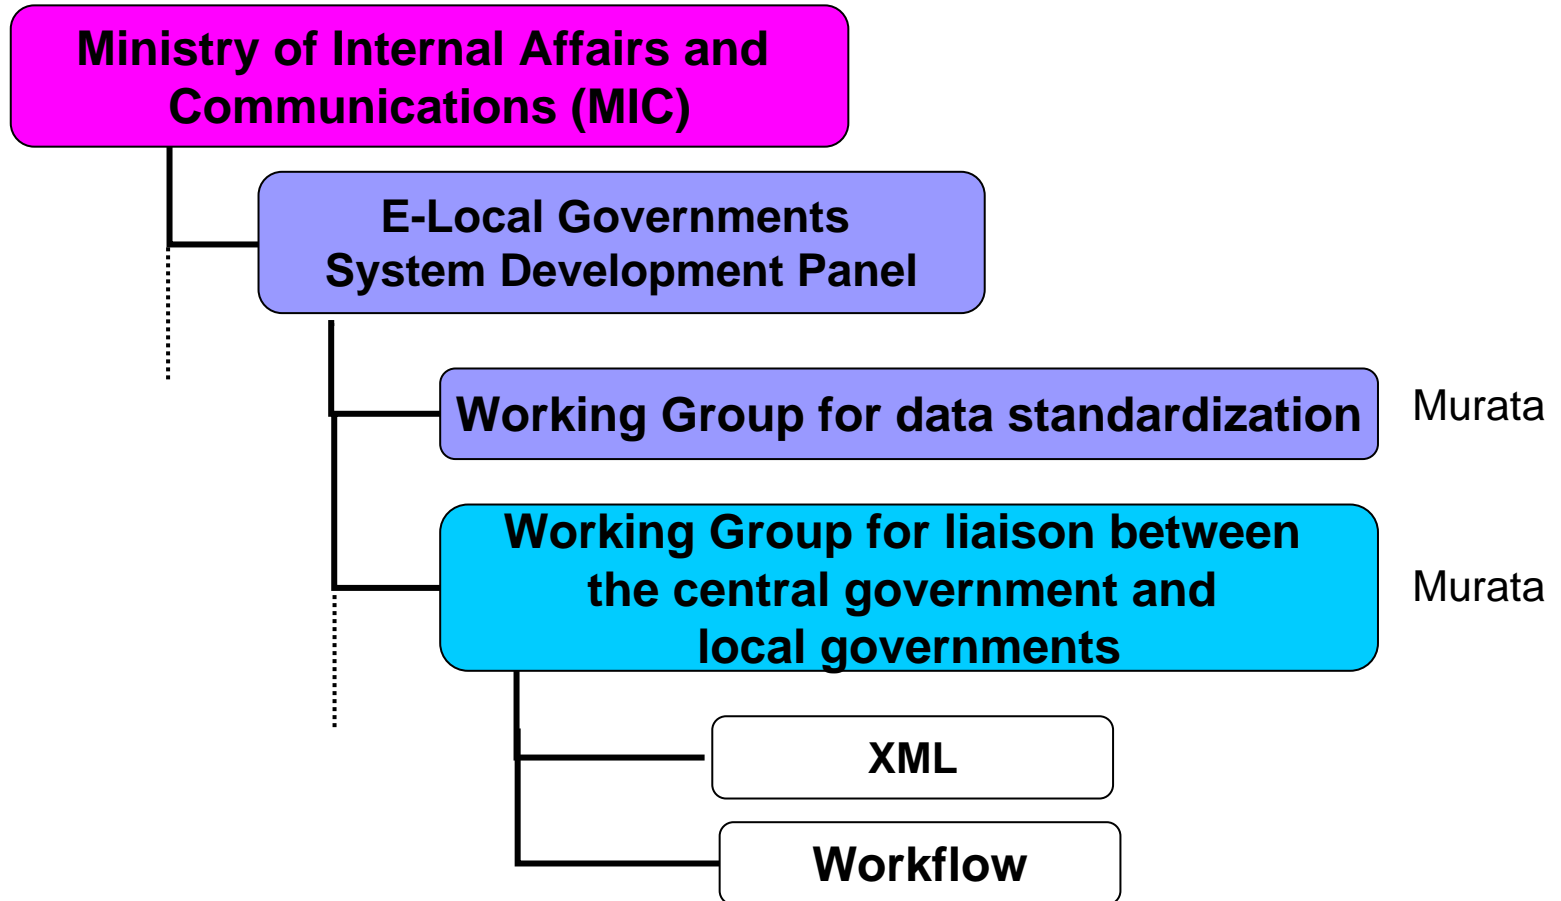 Ministry of Internal Affairs and
Communications (MIC)
E-Local Governments
System Development Panel
Working Group for data standardization
Murata
Working Group for liaison between
the central government and
local governments
Murata
XML
Workflow